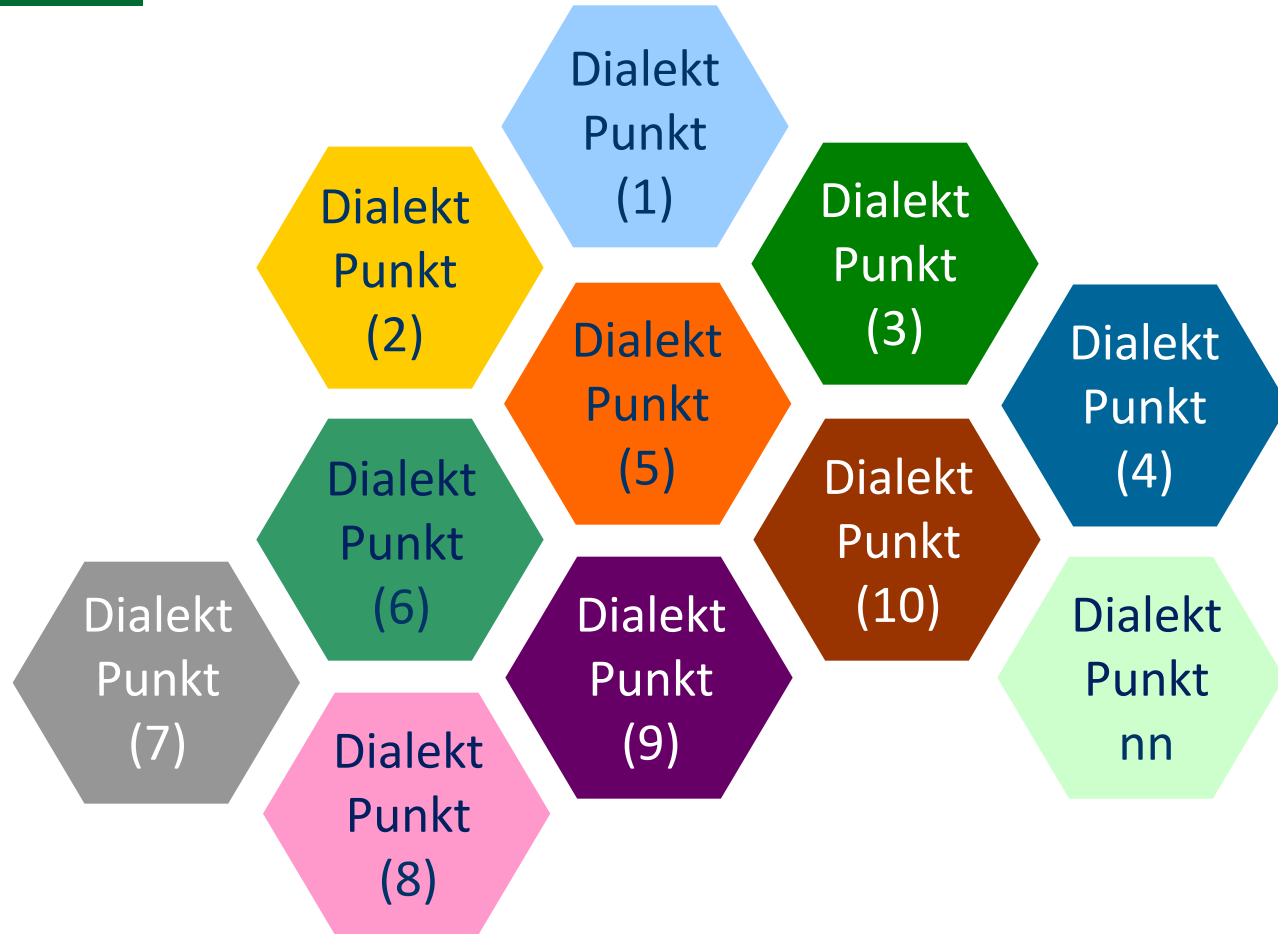 Dialekt
Punkt
(1)
Dialekt
Punkt
(2)
Dialekt
Punkt
(3)
Dialekt
Punkt
(4)
Dialekt
Punkt
(5)
Dialekt
Punkt
(6)
Dialekt
Punkt
(7)
Dialekt
Punkt
(8)
Dialekt
Punkt
(9)
Dialekt
Punkt
(10)
Dialekt
Punkt
nn